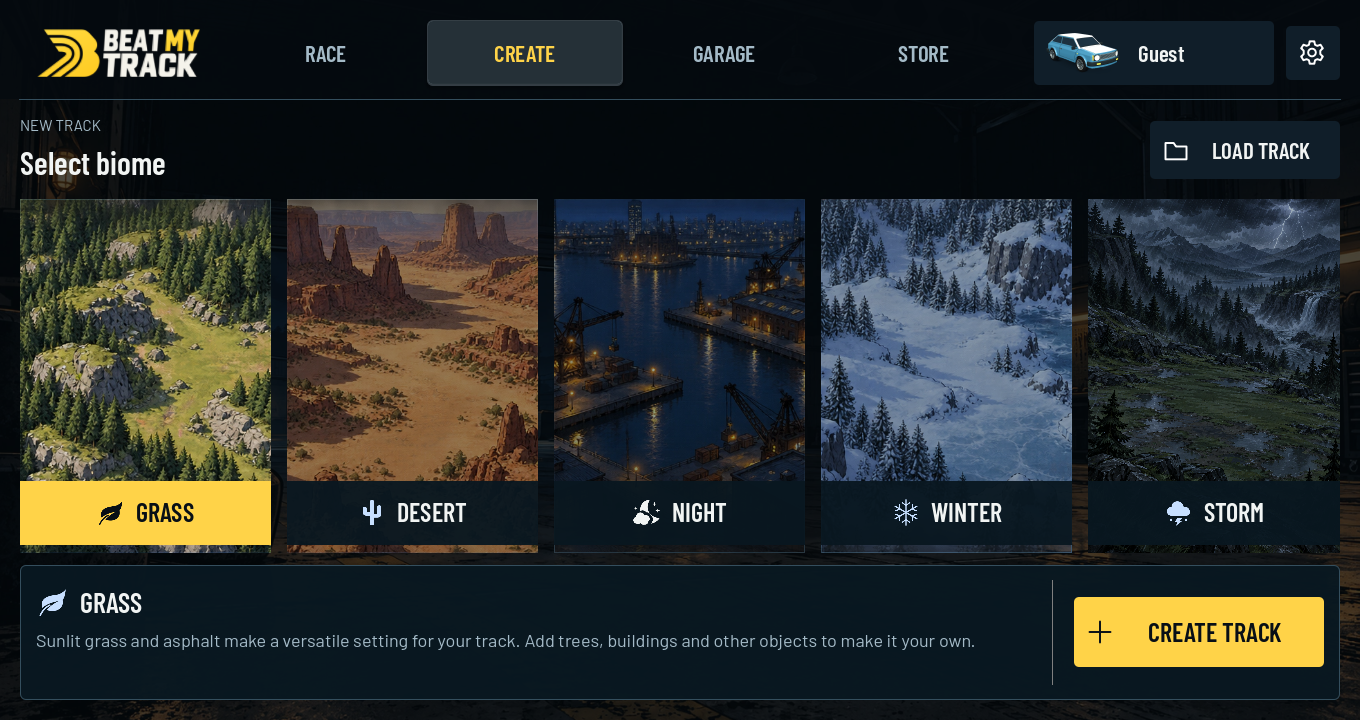 BEAT MY
TRACK
RACE
CREATE
GARAGE
STORE
Guest
NEW TRACK
Select biome
LOAD TRACK
GRASS
DESERT
NIGHT
WINTER
STORM
GRASS
Sunlit grass and asphalt make a versatile setting for your track. Add trees, buildings and other objects to make it your own.
CREATE TRACK